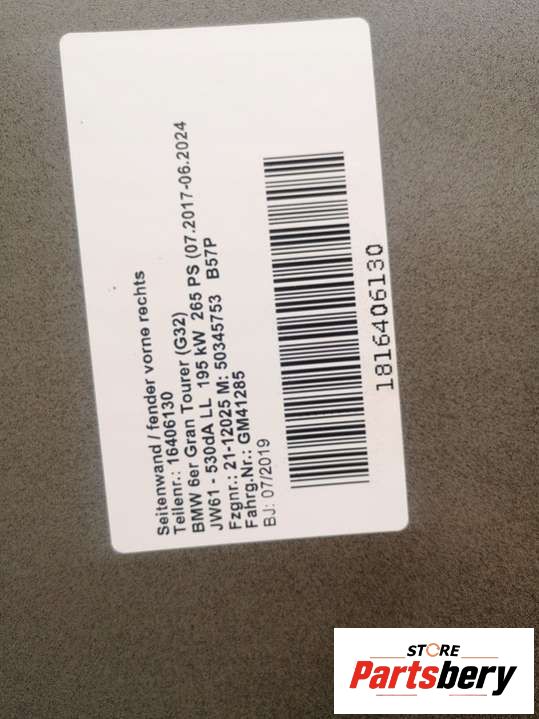 Seitenwand / fender vorne rechts
Teilenr.: 16406130
BMW 6er Gran Tourer (G32)
JW61 - 530dA LL 195 kW 265 PS (07.2017-06.2024
Fzgnr.: 21-12025 M: 50345753 B57P
Fahrg.Nr.: GM41285
BJ: 07/2019
1816406130
STORE
Partsbery